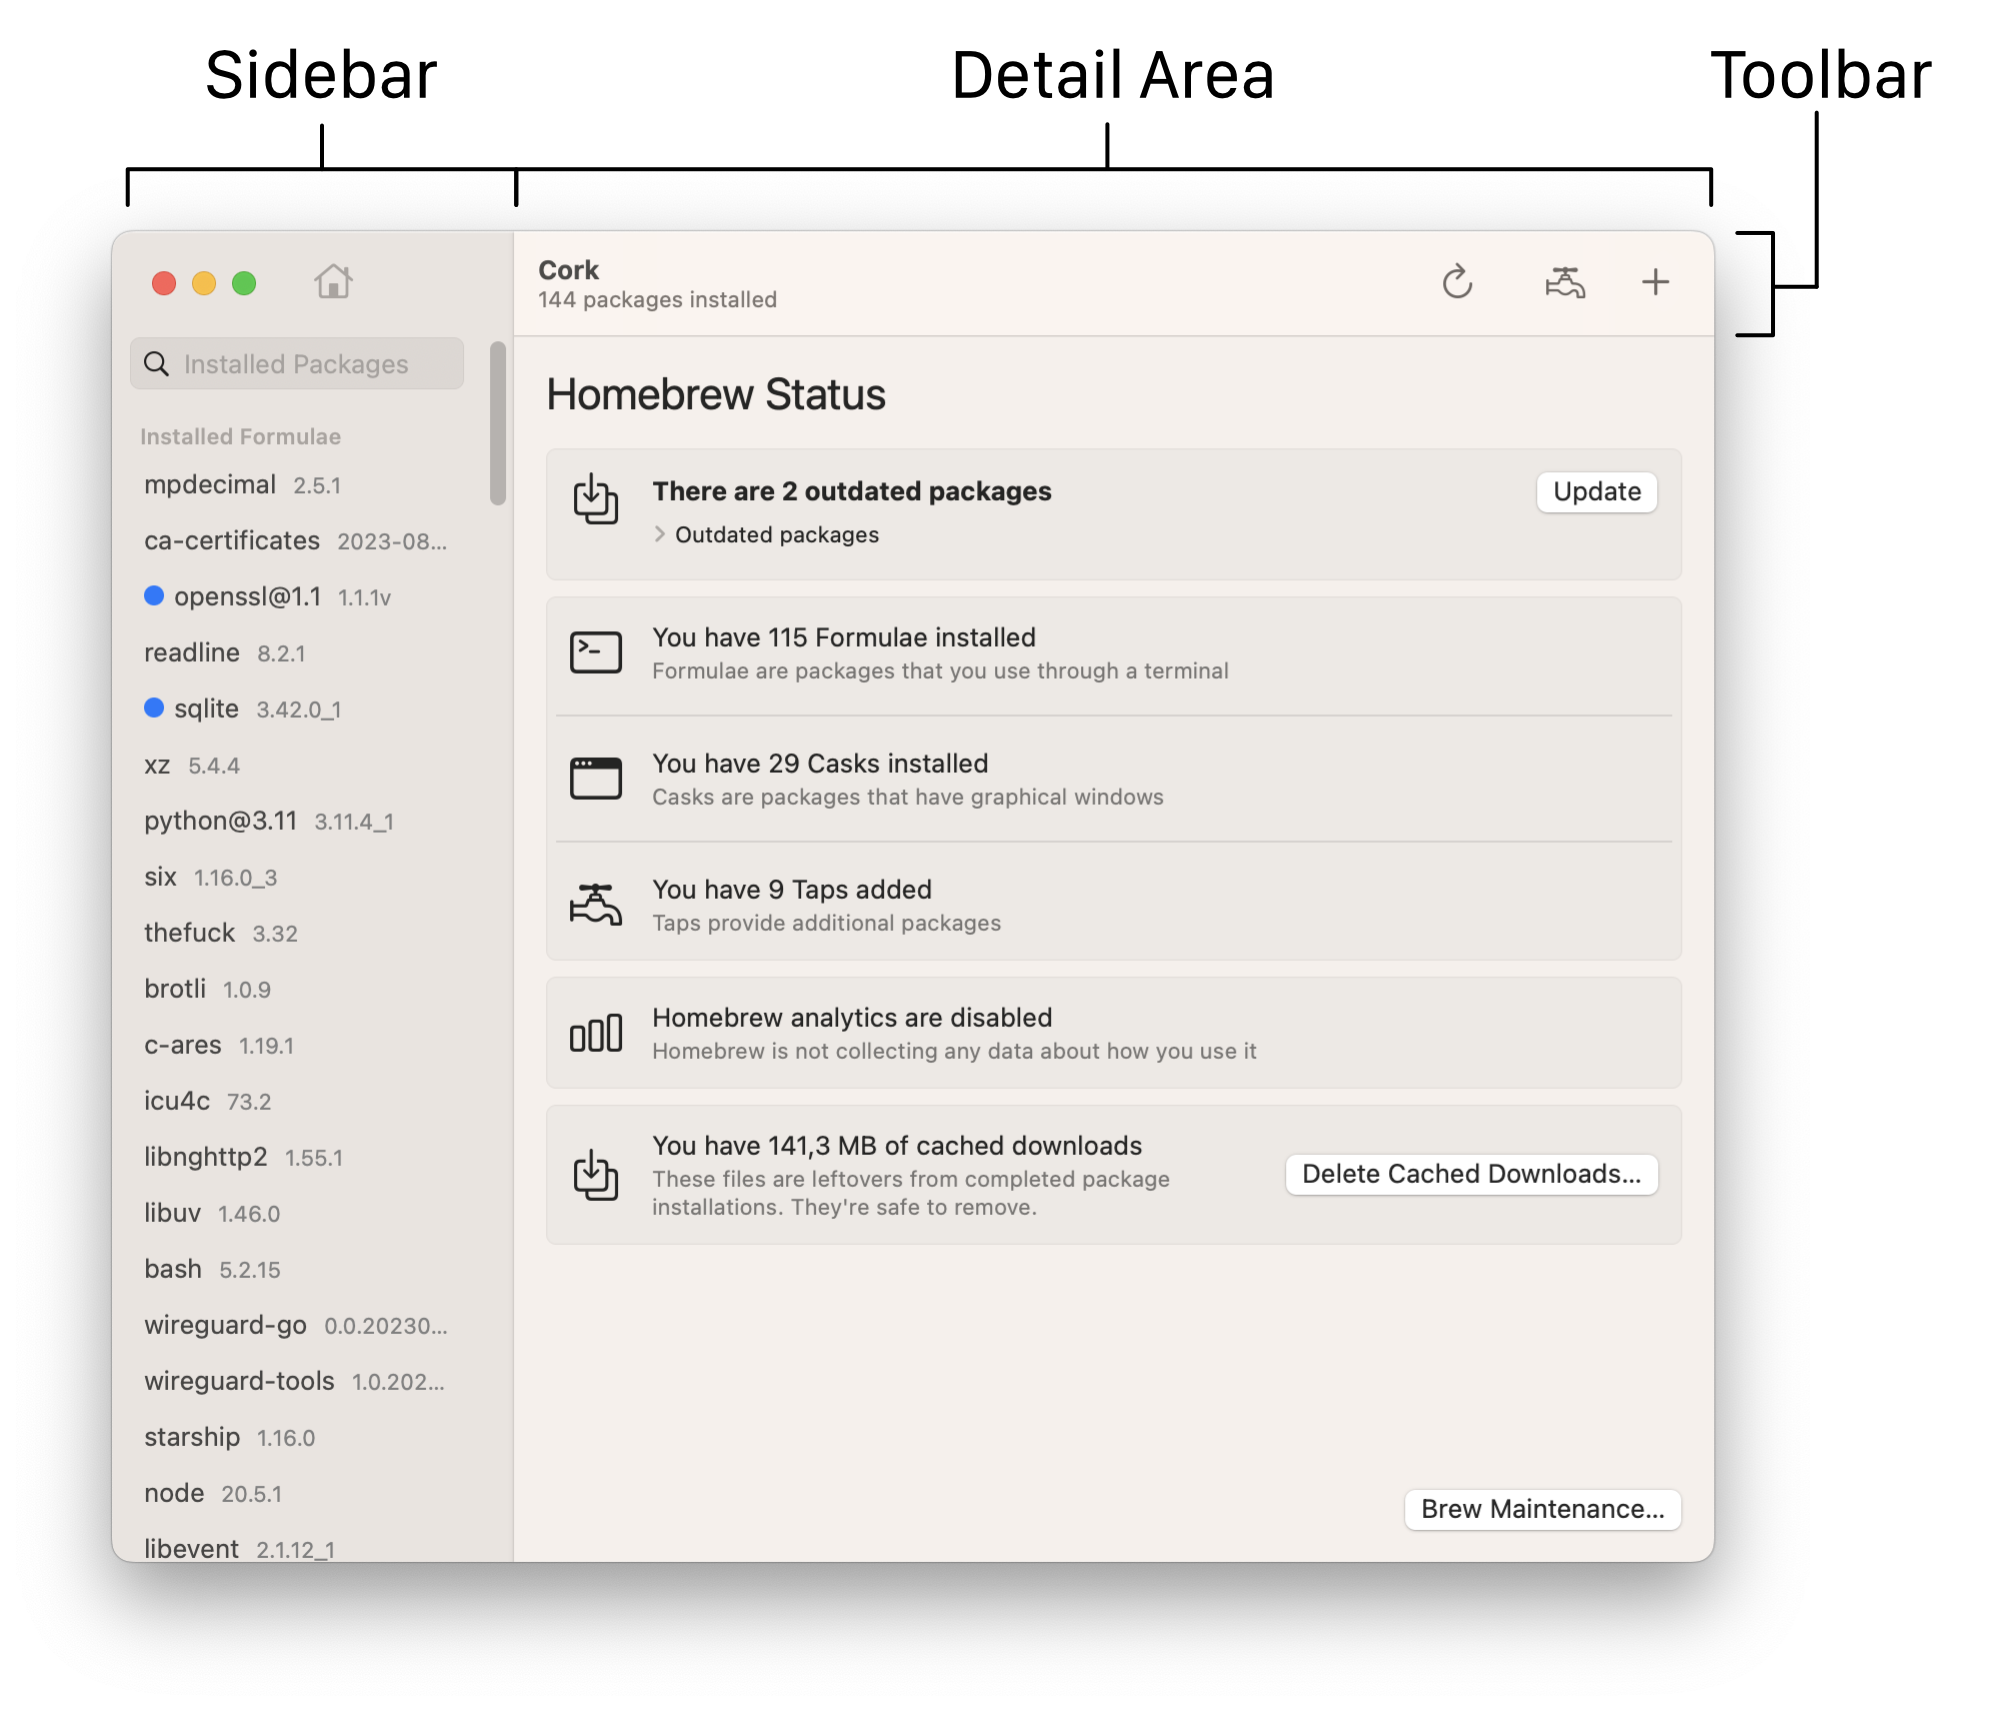 Sidebar
Detail Area
Toolbar
Cork
144 packages installed
Installed Packages
Installed Formulae
mpdecimal 2.5.1
ca-certificates 2023-08...
openssl@1.1 1.1.1v
readline 8.2.1
sqlite 3.42.0_1
xz 5.4.4
python@3.11 3.11.4_1
six 1.16.0_3
thefuck 3.32
brotli 1.0.9
c-ares 1.19.1
icu4c 73.2
libnghttp2 1.55.1
libuv 1.46.0
bash 5.2.15
wireguard-go 0.0.20230...
wireguard-tools 1.0.202...
starship 1.16.0
node 20.5.1
libevent 2.1.12_1
Homebrew Status
There are 2 outdated packages
Update
Outdated packages
You have 115 Formulae installed
Formulae are packages that you use through a terminal
You have 29 Casks installed
Casks are packages that have graphical windows
You have 9 Taps added
Taps provide additional packages
Homebrew analytics are disabled
Homebrew is not collecting any data about how you use it
You have 141,3 MB of cached downloads
These files are leftovers from completed package
installations. They're safe to remove.
Delete Cached Downloads...
Brew Maintenance...